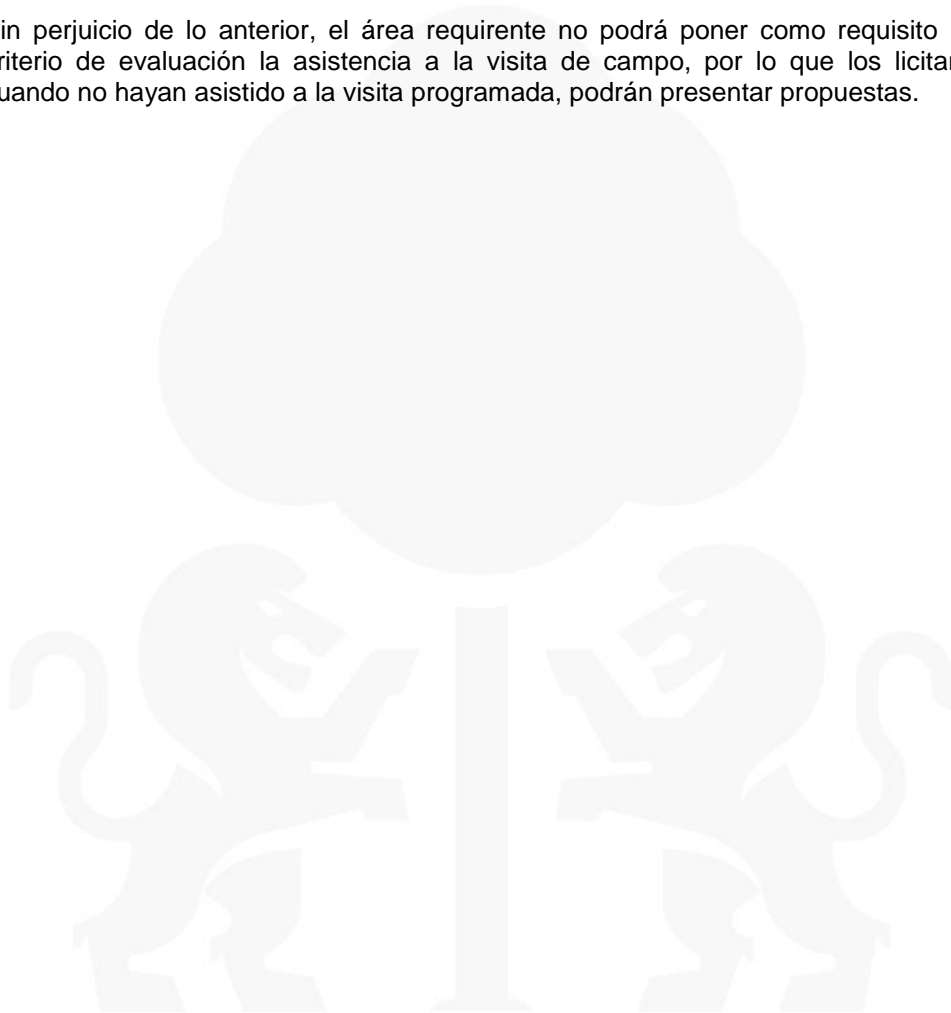 in perjuicio de lo anterior, el área requirente no podrá poner como requisito
riterio de evaluación la asistencia a la visita de campo, por lo que los licitan
uando no hayan asistido a la visita programada, podrán presentar propuestas.